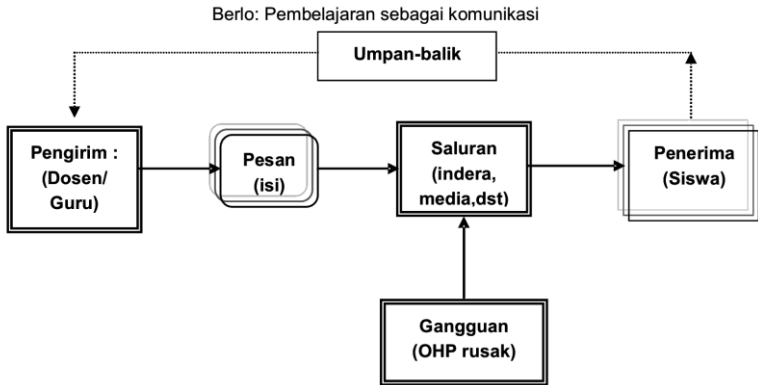 Berlo: Pembelajaran sebagai komunikasi
Umpan-balik
Pengirim :
(Dosen/
Guru)
Pesan
(isi)
Saluran
(indera,
media,dst)
Penerima
(Siswa)
Gangguan
(OHP rusak)